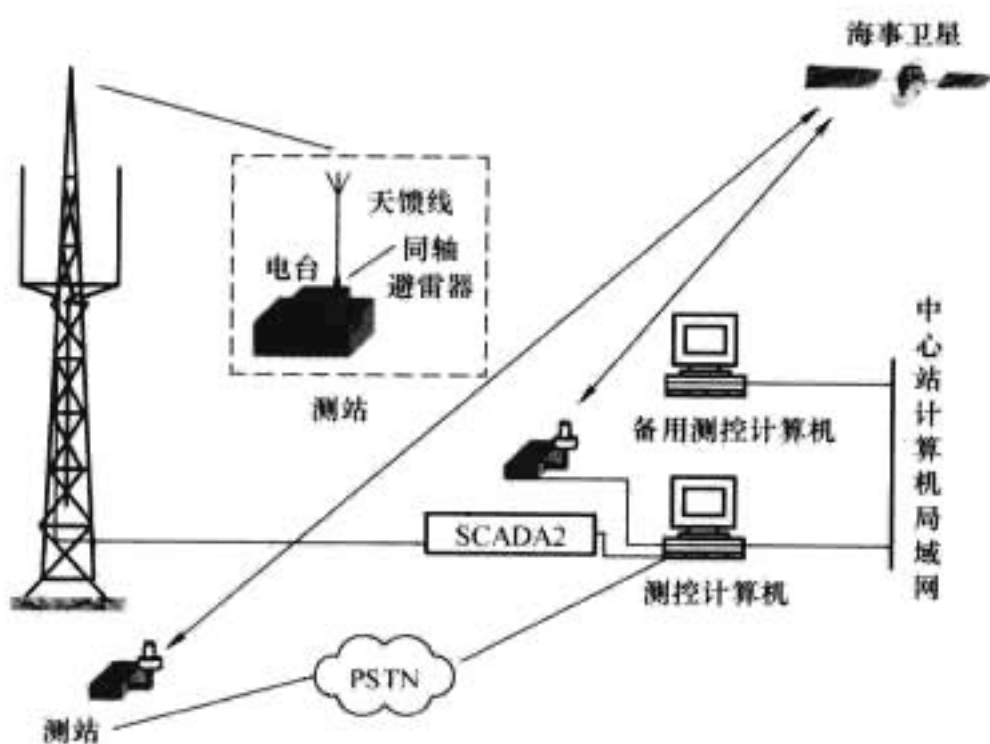 海事卫星
天馈线
同轴
电台
避雷器
测站
备用测控计算机
中心站计算机局域网
SCADA2
测控计算机
PSTN
测站